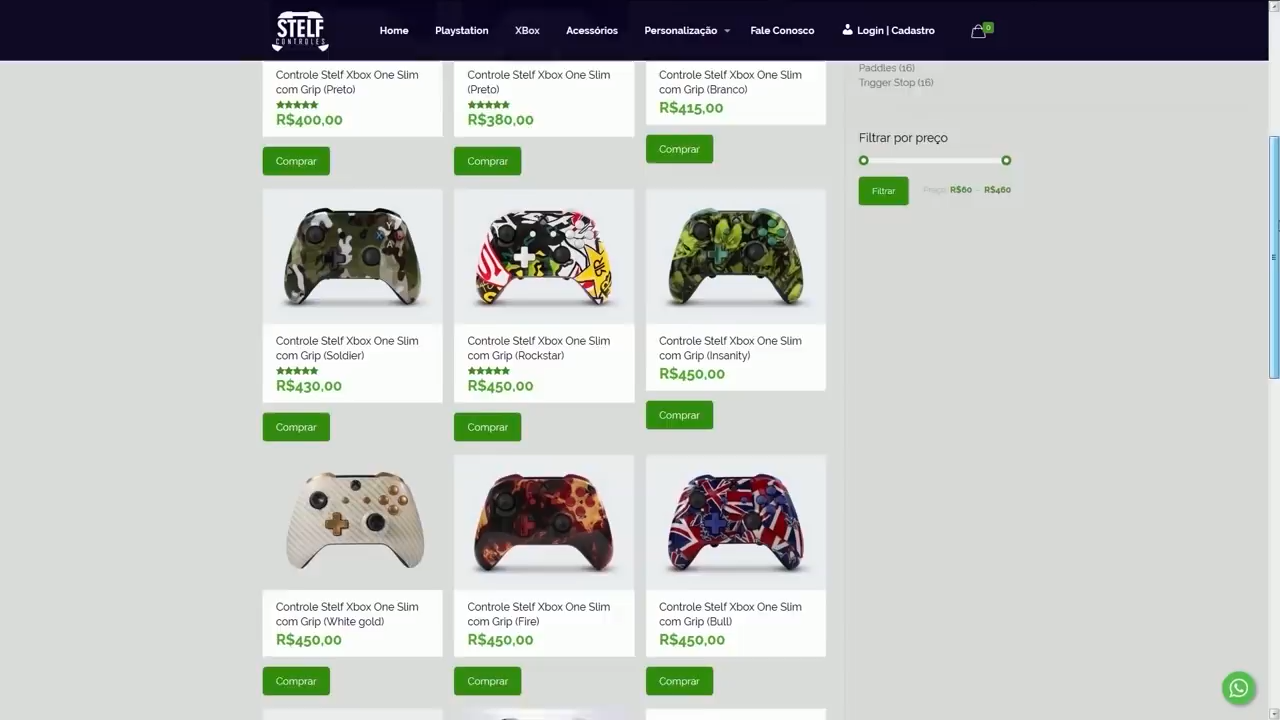 STELF
CONTROLES
Home
Playstation
XBox
Acessórios
Personalização
Fale Conosco
Login | Cadastro
0
Controle Stelf Xbox One Slim
com Grip (Preto)
R$400,00
Comprar
Controle Stelf Xbox One Slim
(Preto)
R$380,00
Comprar
Controle Stelf Xbox One Slim
com Grip (Branco)
R$415,00
Comprar
Paddles (16)
Trigger Stop (16)
Filtrar por preço
Filtrar
Preço: R$60 — R$460
Controle Stelf Xbox One Slim
com Grip (Soldier)
R$430,00
Comprar
Controle Stelf Xbox One Slim
com Grip (Rockstar)
R$450,00
Comprar
Controle Stelf Xbox One Slim
com Grip (Insanity)
R$450,00
Comprar
Controle Stelf Xbox One Slim
com Grip (White gold)
R$450,00
Comprar
Controle Stelf Xbox One Slim
com Grip (Fire)
R$450,00
Comprar
Controle Stelf Xbox One Slim
com Grip (Bull)
R$450,00
Comprar